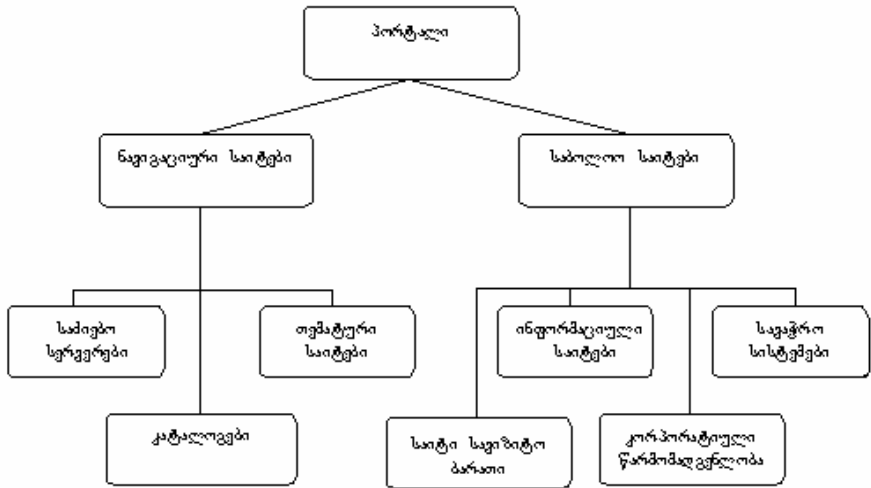 პორტალი
ნავიგაციური საიტები
საბოლოო საიტები
საძიებო
სერვერები
თემატური
საიტები
ინფორმაციული
საიტები
სავაჭრო
სისტემები
კატალოგები
საიტი სავიზიტო
ბარათი
კორპორატიული
წარმომადგენლობა